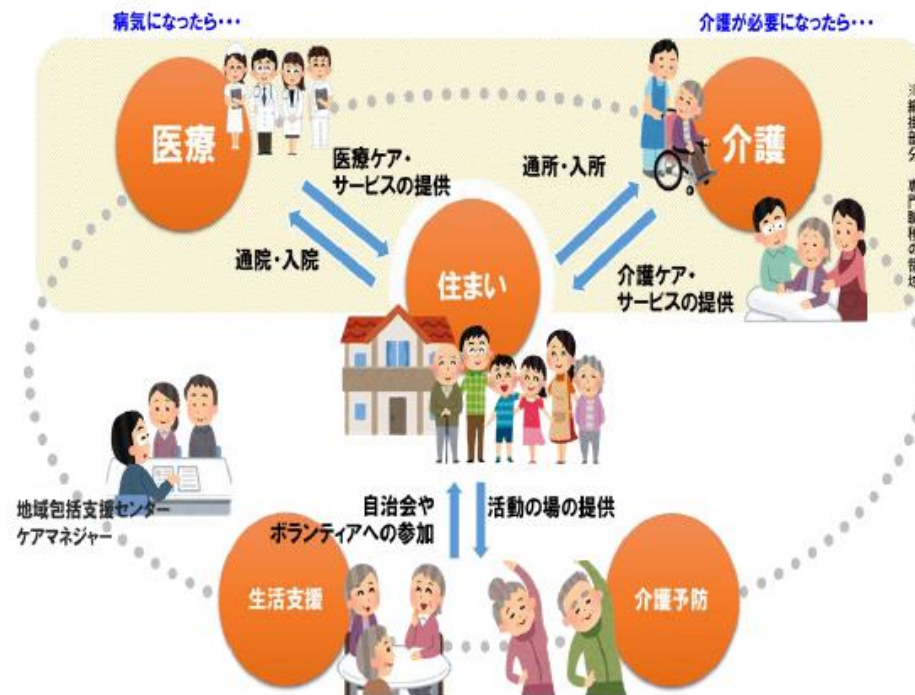 病気になったら･･･
介護が必要になったら･･･
医療
介護
医療ケア・
サービスの提供
通所・入所
通院・入院
住まい
介護ケア・
サービスの提供
地域包括支援センター
ケアマネジャー
自治会や
ボランティアへの参加
活動の場の提供
生活支援
介護予防